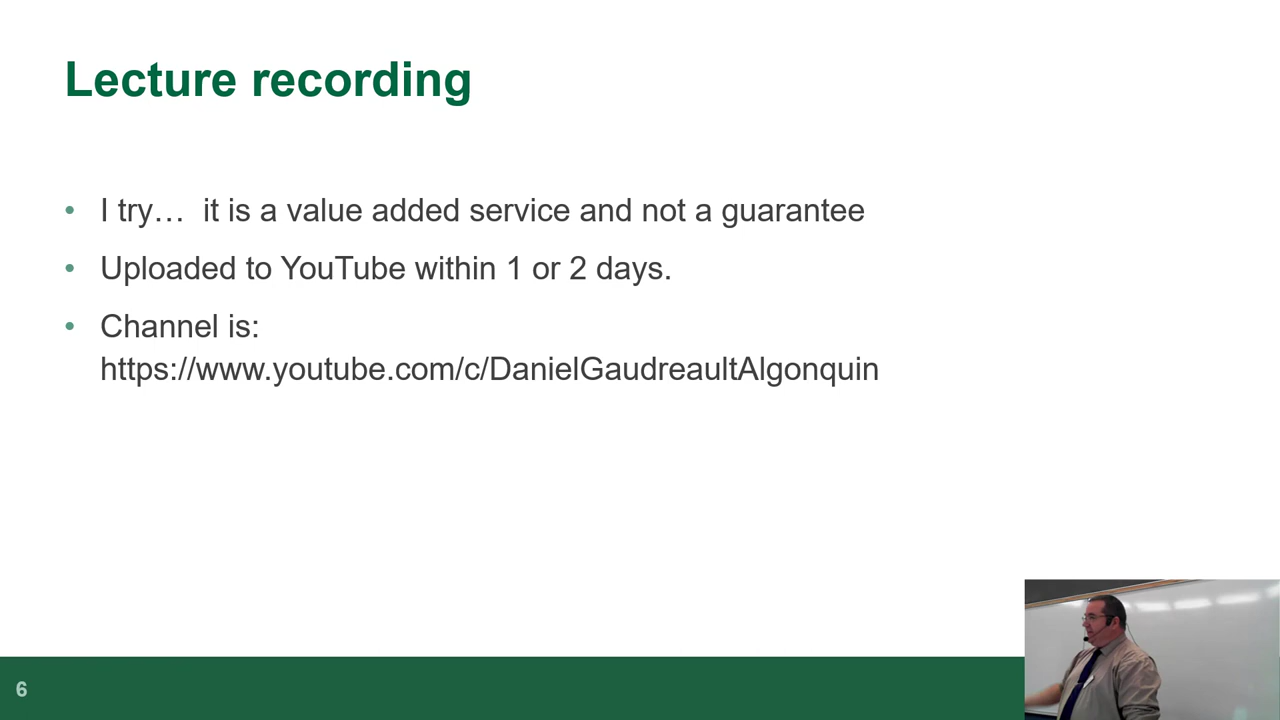 Lecture recording
• I try… it is a value added service and not a guarantee
• Uploaded to YouTube within 1 or 2 days.
• Channel is:
https://www.youtube.com/c/DanielGaudreaultAlgonquin
6